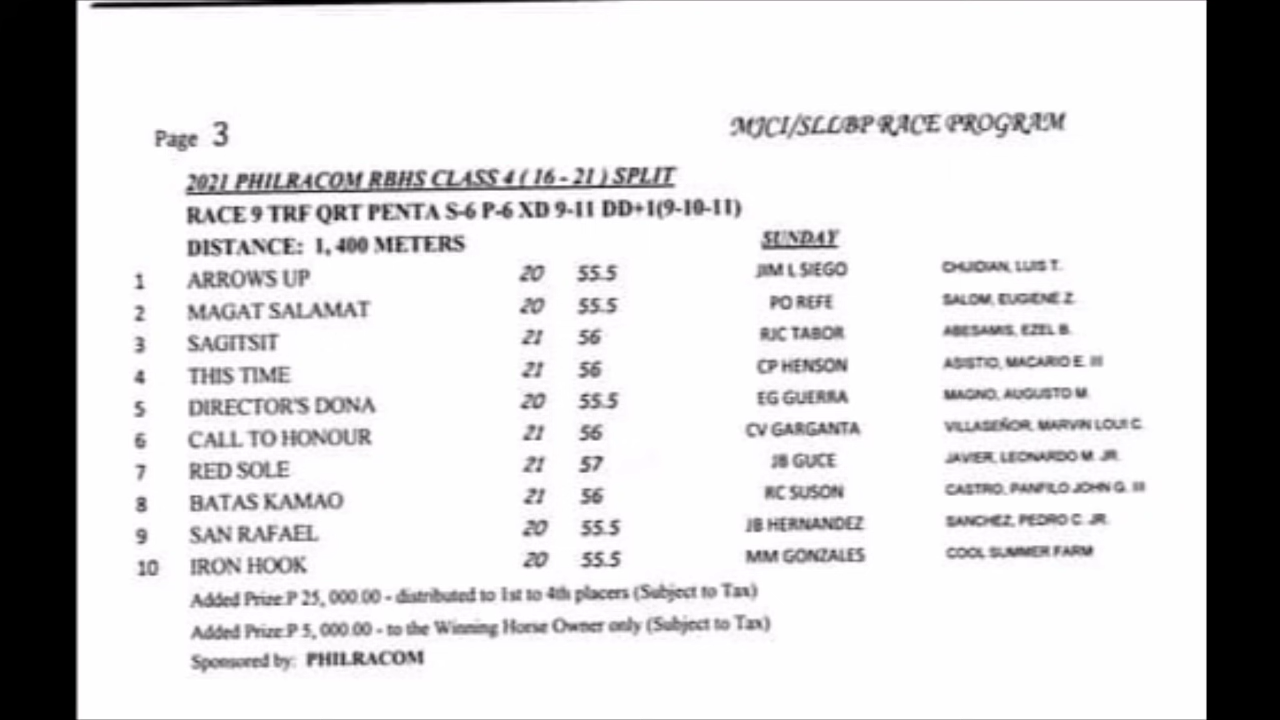 Page 3 MJCI/SLLBP RACE PROGRAM
2021 PHILRACOM RBHS CLASS 4 ( 16 - 21 ) SPLIT
RACE 9 TRF QRT PENTA S-6 P-6 XD 9-11 DD+1(9-10-11)
DISTANCE: 1, 400 METERS SUNDAY
1 ARROWS UP 20 55.5 JIM L SIEGO CHUIDIAN, LUIS T.
2 MAGAT SALAMAT 20 55.5 PO REFE SALOM, EUGENE Z.
3 SAGITSIT 21 56 RJC TABOR ABESAMIS, EZEL B.
4 THIS TIME 21 56 CP HENSON ASISTIO, MACARIO E. III
5 DIRECTOR'S DONA 20 55.5 EG GUERRA MAGNO, AUGUSTO M.
6 CALL TO HONOUR 21 56 CV GARGANTA VILLASEÑOR, MARVIN LOUI C.
7 RED SOLE 21 57 JB GUCE JAVIER, LEONARDO M. JR.
8 BATAS KAMAO 21 56 RC SUSON CASTRO, PANFILO JOHN G. III
9 SAN RAFAEL 20 55.5 JB HERNANDEZ SANCHEZ, PEDRO C. JR.
10 IRON HOOK 20 55.5 MM GONZALES COOL SUMMER FARM
Added Prize:P 25, 000.00 - distributed to 1st to 4th placers (Subject to Tax)
Added Prize:P 5, 000.00 - to the Winning Horse Owner only (Subject to Tax)
Sponsored by: PHILRACOM